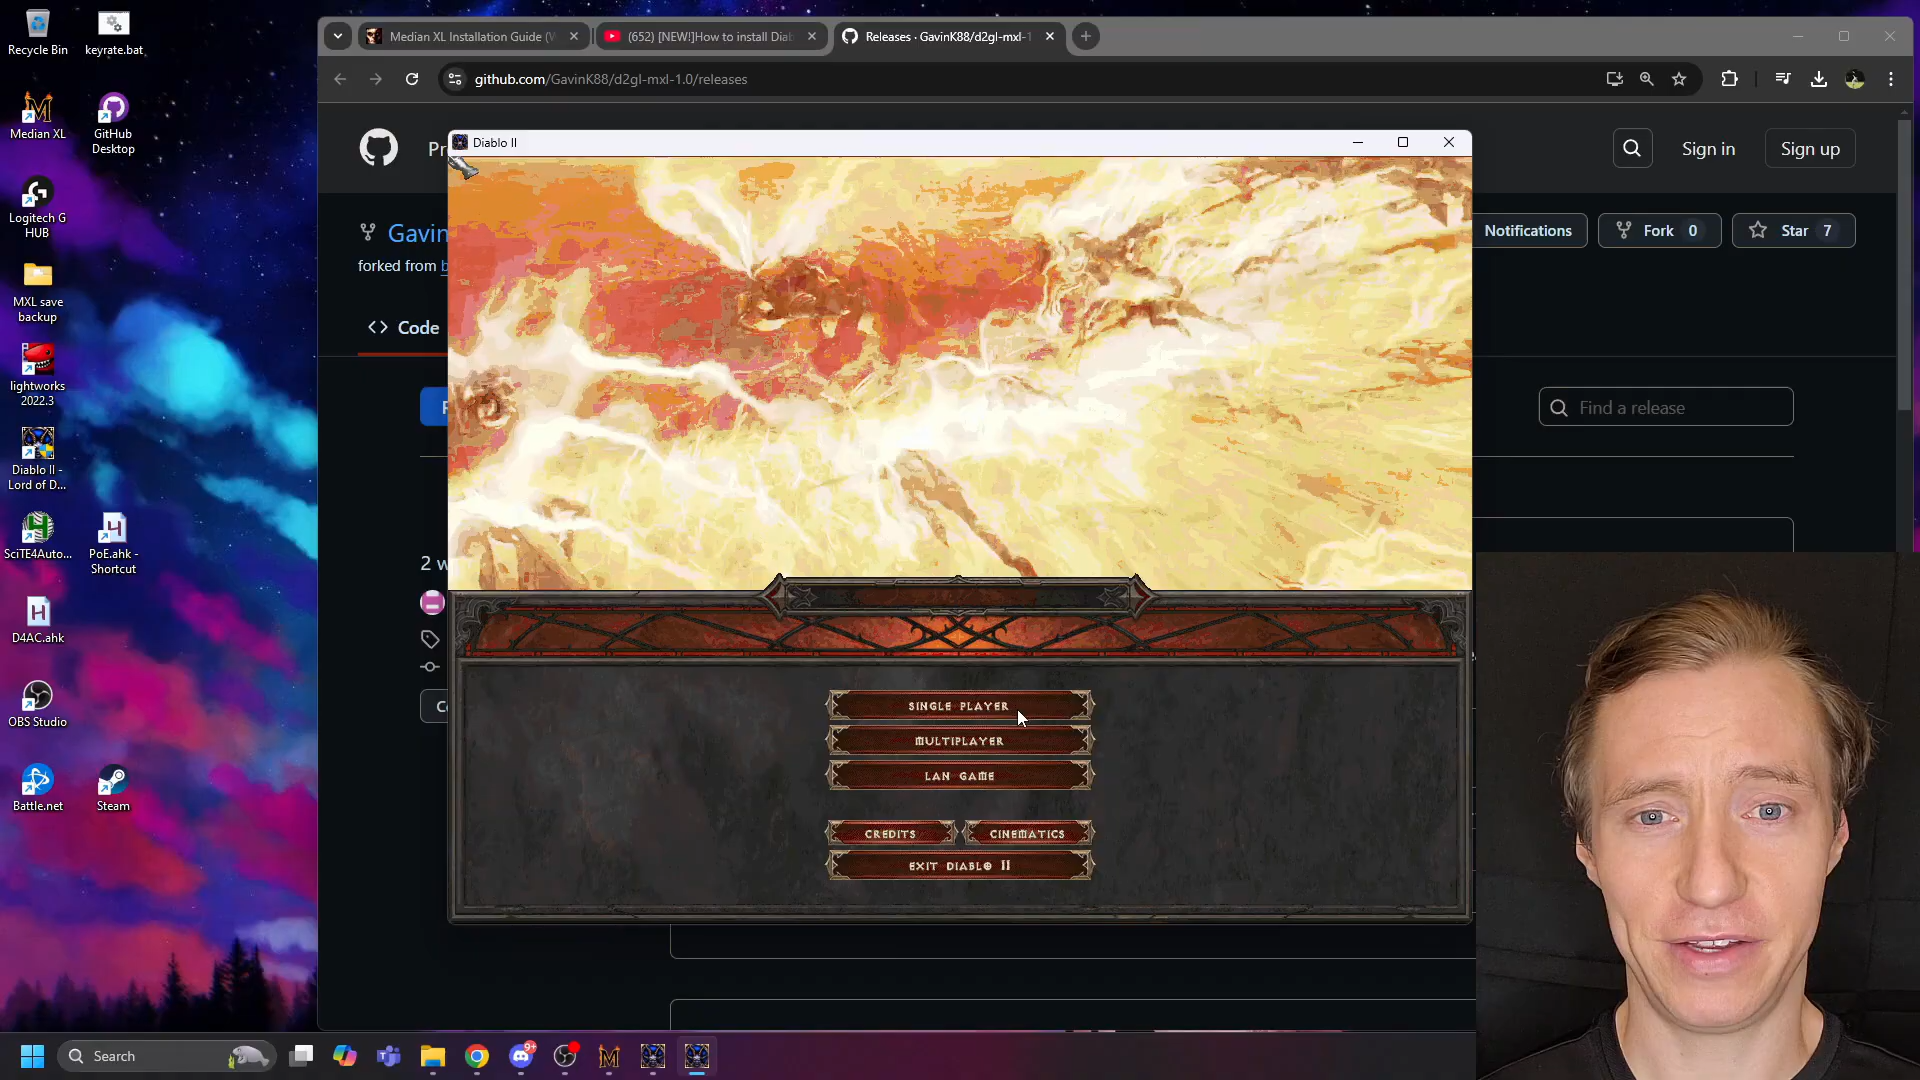 Recycle Bin
keyrate.bat
Median XL
GitHub
Desktop
Logitech G
HUB
MXL save
backup
lightworks
2022.3
Diablo II -
Lord of D...
SciTE4Auto...
PoE.ahk -
Shortcut
D4AC.ahk
OBS Studio
Battle.net
Steam
Median XL Installation Guide (
(652) [NEW!]How to install Diab
Releases · GavinK88/d2gl-mxl-1
github.com/GavinK88/d2gl-mxl-1.0/releases
Pr
Sign in
Sign up
Gavin
forked from b
Notifications
Fork 0
Star 7
Code
Find a release
2 w
Diablo II
SINGLE PLAYER
MULTIPLAYER
LAN GAME
CREDITS
CINEMATICS
EXIT DIABLO II
Search
9+